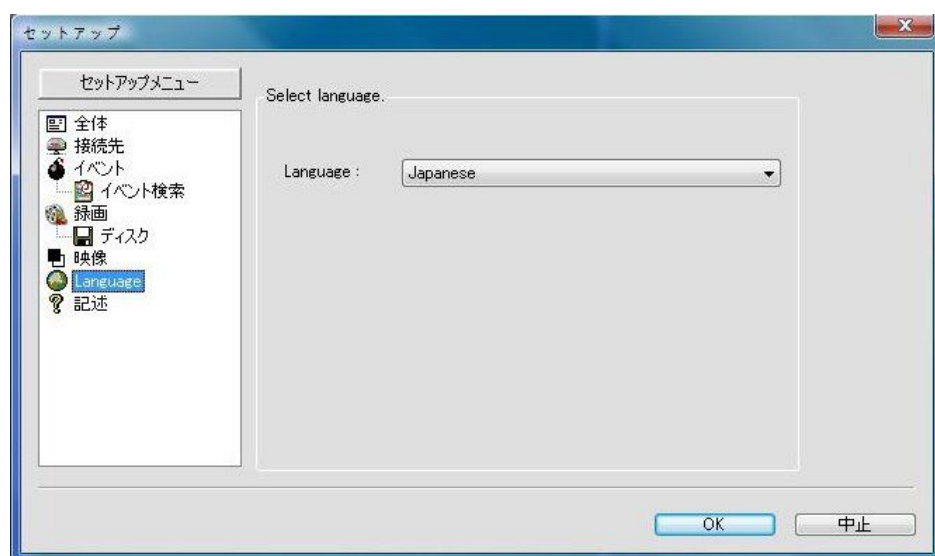 セットアップ
セットアップメニュー
全体
接続先
イベント
イベント検索
録画
ディスク
映像
Language
記述
Select language.
Language :
Japanese
OK
中止